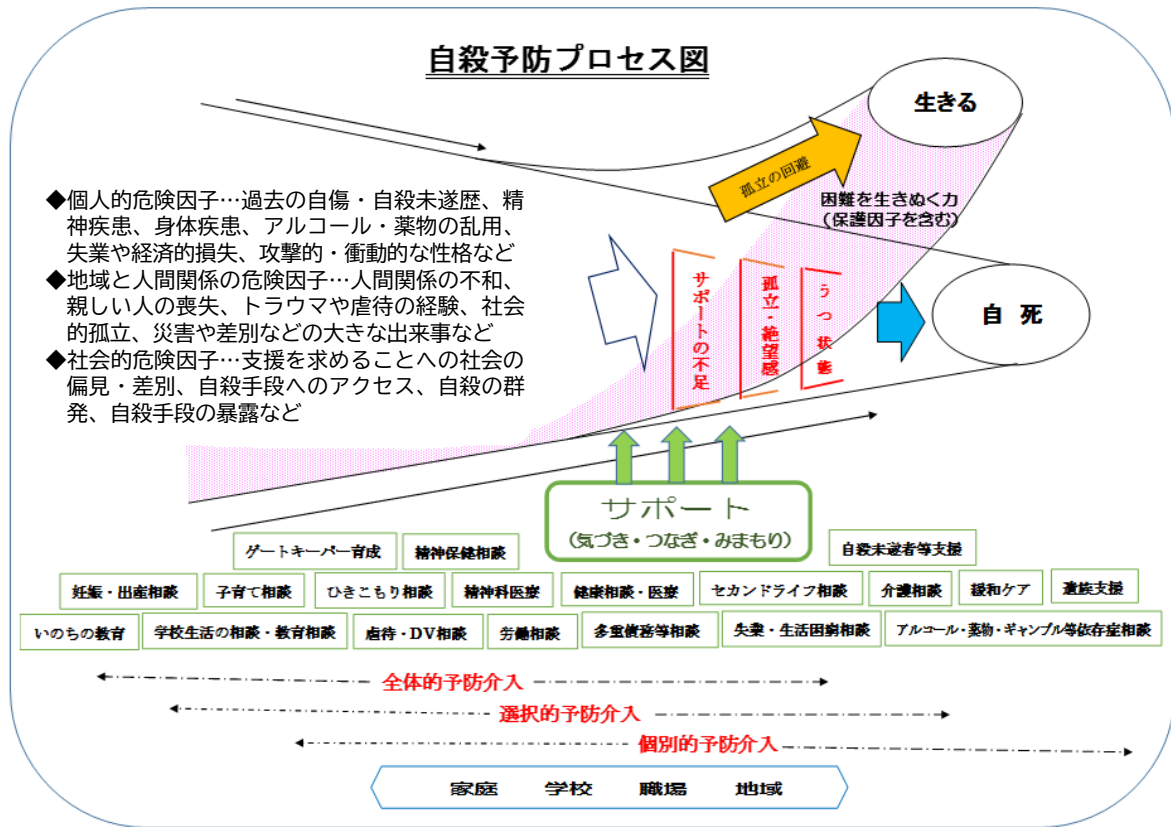 自殺予防プロセス図
生きる
孤立の回避
困難を生きぬく力
(保護因子を含む)
◆個人的危険因子…過去の自傷・自殺未遂歴、精
神疾患、身体疾患、アルコール・薬物の乱用、
失業や経済的損失、攻撃的・衝動的な性格など
◆地域と人間関係の危険因子…人間関係の不和、
親しい人の喪失、トラウマや虐待の経験、社会
的孤立、災害や差別などの大きな出来事など
◆社会的危険因子…支援を求めることへの社会の
偏見・差別、自殺手段へのアクセス、自殺の群
発、自殺手段の暴露など
サポートの不足
孤立・絶望感
うつ状態
自 死
サポート
(気づき・つなぎ・みまもり)
ゲートキーパー育成
精神保健相談
自殺未遂者等支援
妊娠・出産相談
子育て相談
ひきこもり相談
精神科医療
健康相談・医療
セカンドライフ相談
介護相談
緩和ケア
遺族支援
いのちの教育
学校生活の相談・教育相談
虐待・DV相談
労働相談
多重債務等相談
失業・生活困窮相談
アルコール・薬物・ギャンブル等依存症相談
全体的予防介入
選択的予防介入
個別的予防介入
家庭 学校 職場 地域